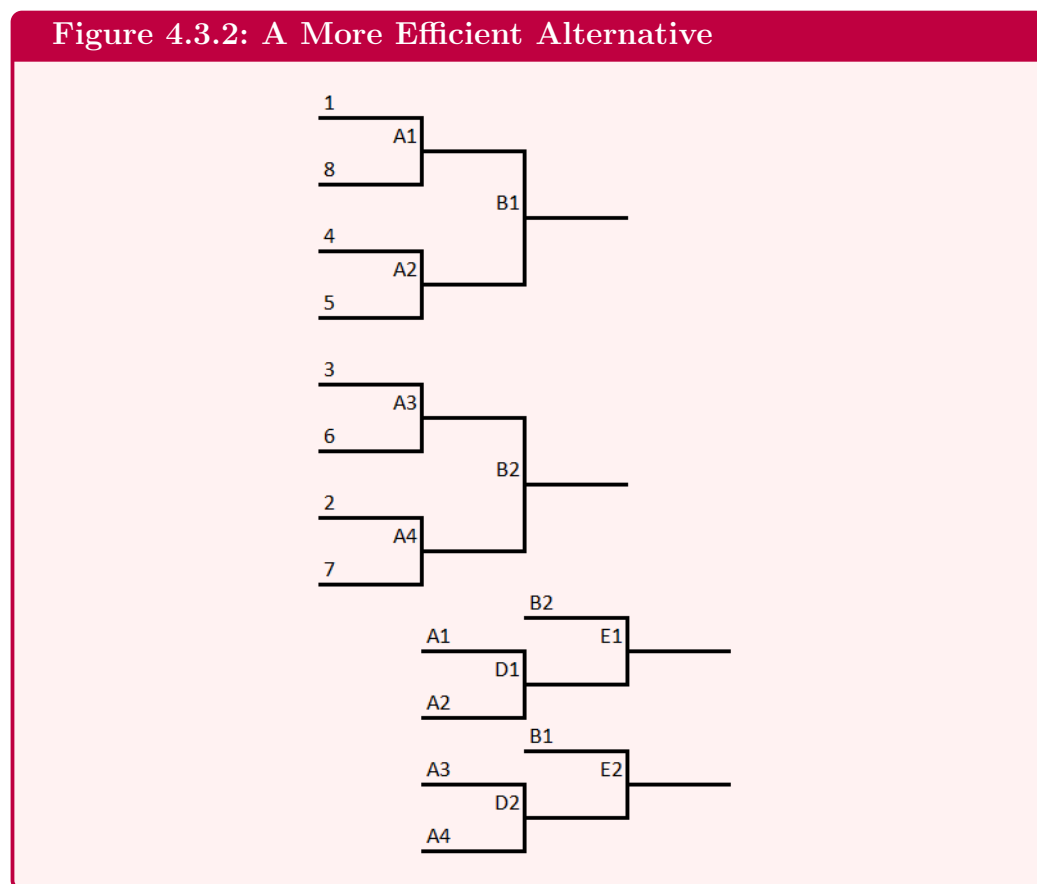 Figure 4.3.2: A More Efficient Alternative
1
A1
8
B1
4
A2
5
3
A3
6
B2
2
A4
7
B2
A1
E1
D1
A2
B1
A3
E2
D2
A4